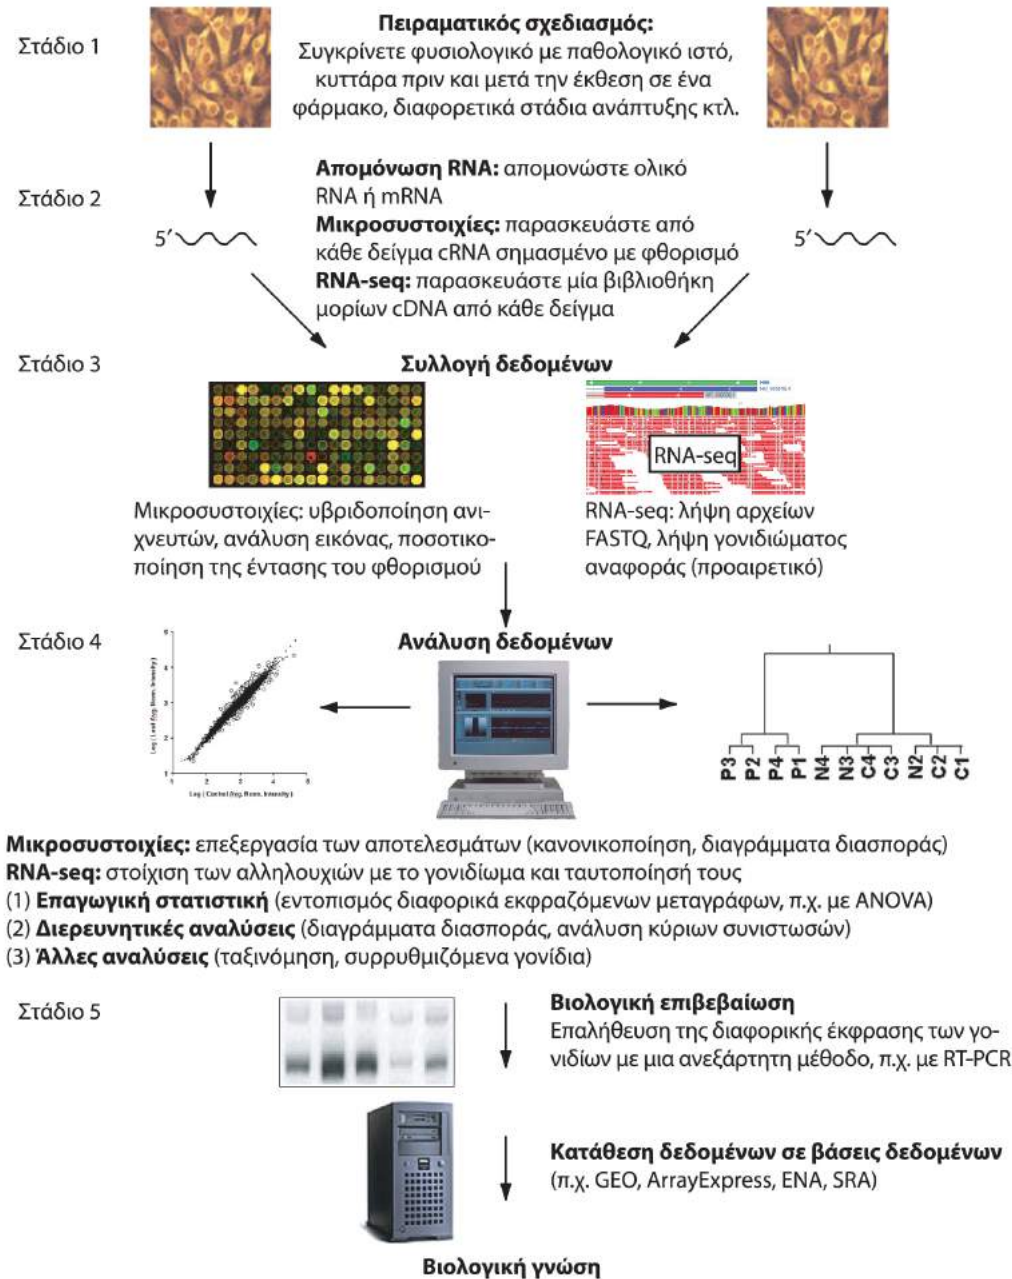 Στάδιο 1
Πειραματικός σχεδιασμός:
Συγκρίνετε φυσιολογικό με παθολογικό ιστό,
κυττάρα πριν και μετά την έκθεση σε ένα
φάρμακο, διαφορετικά στάδια ανάπτυξης κτλ.
Στάδιο 2
Απομόνωση RNA: απομονώστε ολικό
RNA ή mRNA
Μικροσυστοιχίες: παρασκευάστε από
κάθε δείγμα cRNA σημασμένο με φθορισμό
RNA-seq: παρασκευάστε μία βιβλιοθήκη
μορίων cDNA από κάθε δείγμα
5′
5′
Στάδιο 3
Συλλογή δεδομένων
RNA-seq
Μικροσυστοιχίες: υβριδοποίηση ανι-
χνευτών, ανάλυση εικόνας, ποσοτικο-
ποίηση της έντασης του φθορισμού
RNA-seq: λήψη αρχείων
FASTQ, λήψη γονιδιώματος
αναφοράς (προαιρετικό)
Στάδιο 4
Ανάλυση δεδομένων
P3 P2 P4 P1 N4 N3 C4 C3 N2 C2 C1
Μικροσυστοιχίες: επεξεργασία των αποτελεσμάτων (κανονικοποίηση, διαγράμματα διασποράς)
RNA-seq: στοίχιση των αλληλουχιών με το γονιδίωμα και ταυτοποίησή τους
(1) Επαγωγική στατιστική (εντοπισμός διαφορικά εκφραζόμενων μεταγράφων, π.χ. με ANOVA)
(2) Διερευνητικές αναλύσεις (διαγράμματα διασποράς, ανάλυση κύριων συνιστωσών)
(3) Άλλες αναλύσεις (ταξινόμηση, συρρυθμιζόμενα γονίδια)
Στάδιο 5
Βιολογική επιβεβαίωση
Επαλήθευση της διαφορικής έκφρασης των γο-
νιδίων με μια ανεξάρτητη μέθοδο, π.χ. με RT-PCR
Κατάθεση δεδομένων σε βάσεις δεδομένων
(π.χ. GEO, ArrayExpress, ENA, SRA)
Βιολογική γνώση